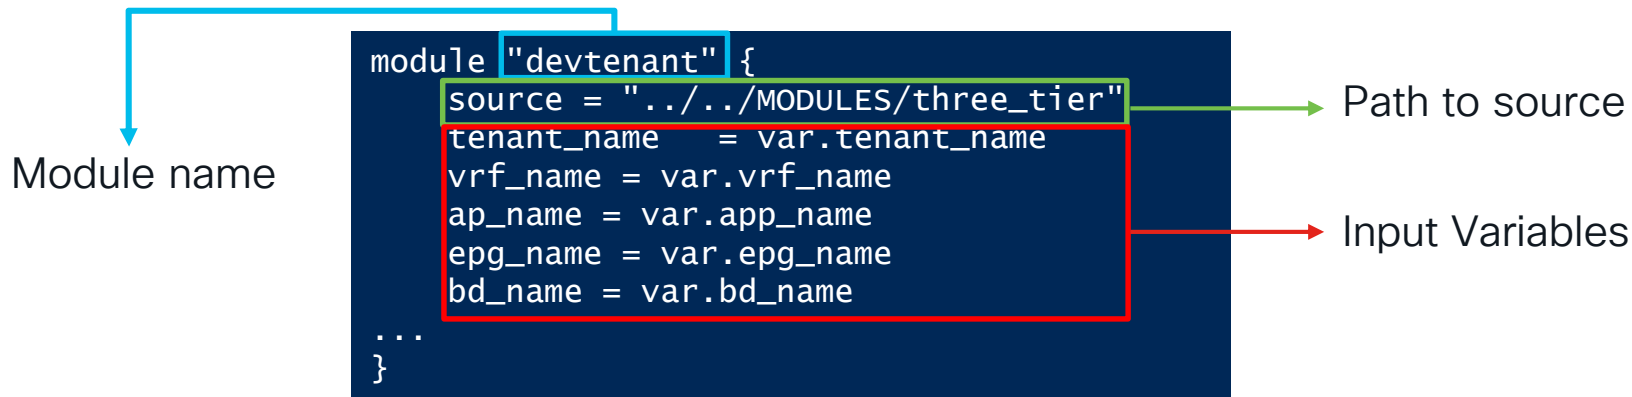 module "devtenant" {
source = "../../MODULES/three_tier"
tenant_name = var.tenant_name
vrf_name = var.vrf_name
ap_name = var.app_name
epg_name = var.epg_name
bd_name = var.bd_name
...
}
Module name
Path to source
Input Variables